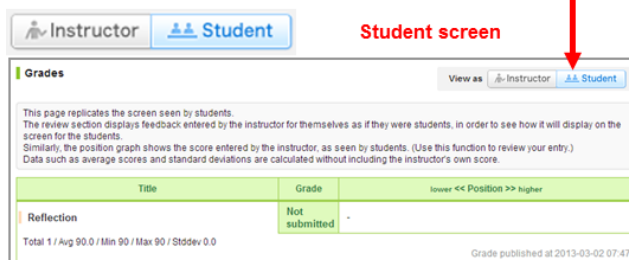 Instructor Student
Student screen
Grades
View as Instructor Student
This page replicates the screen seen by students.
The review section displays feedback entered by the instructor for themselves as if they were students, in order to see how it will display on the
screen for the students.
Similarly, the position graph shows the score entered by the instructor, as seen by students. (Use this function to review your entry.)
Data such as average scores and standard deviations are calculated without including the instructor's own score.
Title Grade lower << Position >> higher
Reflection Not submitted -
Total 1 / Avg 90.0 / Min 90 / Max 90 / Stddev 0.0
Grade published at 2013-03-02 07:47